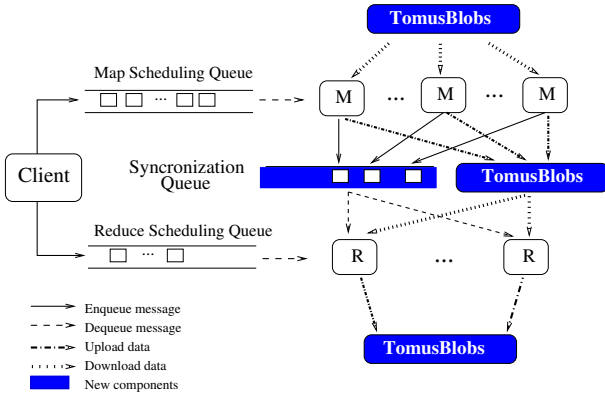 TomusBlobs
Map Scheduling Queue
...
M
...
M
...
M
Client
Syncronization
Queue
TomusBlobs
Reduce Scheduling Queue
...
R
...
R
Enqueue message
Dequeue message
Upload data
Download data
New components
TomusBlobs